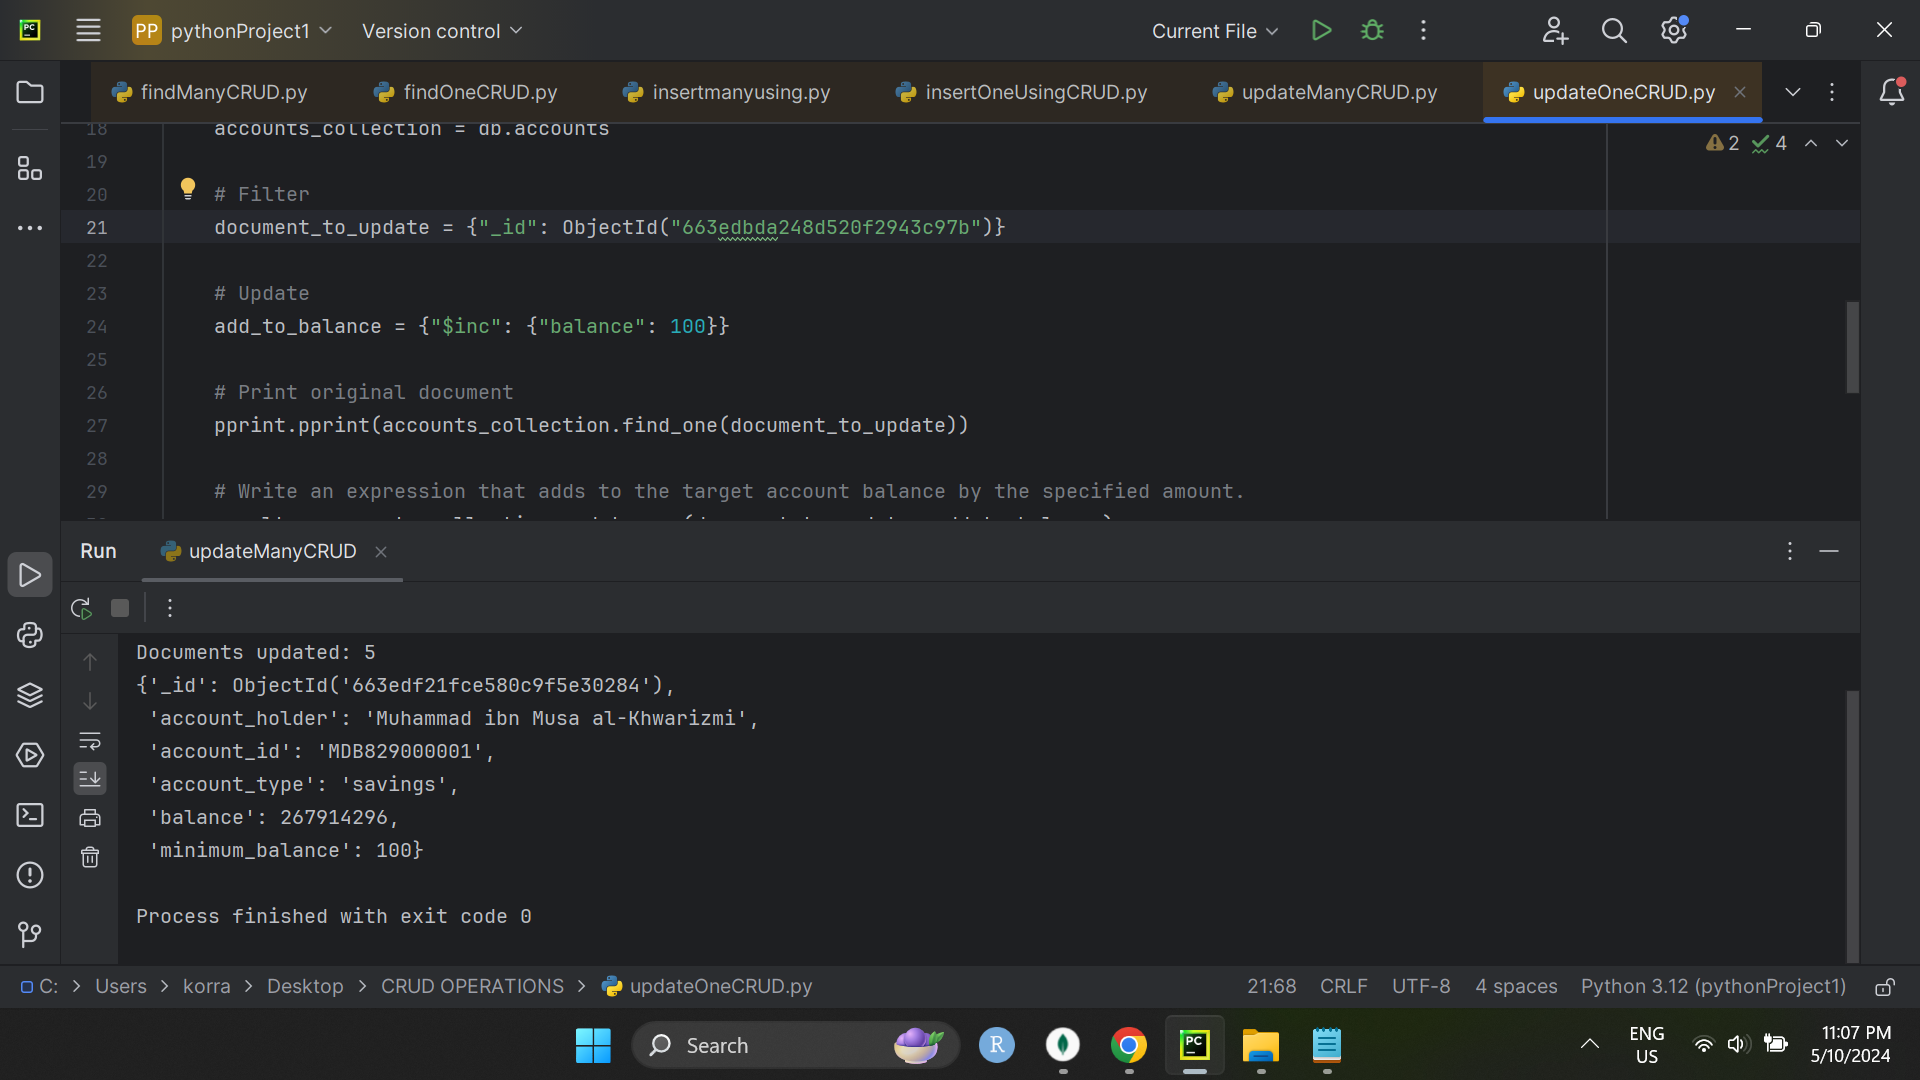 PC
PP pythonProject1
Version control
Current File
findManyCRUD.py
findOneCRUD.py
insertmanyusing.py
insertOneUsingCRUD.py
updateManyCRUD.py
updateOneCRUD.py
2 4
18 accounts_collection = db.accounts
19
20 # Filter
21 document_to_update = {"_id": ObjectId("663edbda248d520f2943c97b")}
22
23 # Update
24 add_to_balance = {"$inc": {"balance": 100}}
25
26 # Print original document
27 pprint.pprint(accounts_collection.find_one(document_to_update))
28
29 # Write an expression that adds to the target account balance by the specified amount.
Run updateManyCRUD
Documents updated: 5
{'_id': ObjectId('663edf21fce580c9f5e30284'),
'account_holder': 'Muhammad ibn Musa al-Khwarizmi',
'account_id': 'MDB829000001',
'account_type': 'savings',
'balance': 267914296,
'minimum_balance': 100}
Process finished with exit code 0
C: > Users > korra > Desktop > CRUD OPERATIONS > updateOneCRUD.py
21:68 CRLF UTF-8 4 spaces Python 3.12 (pythonProject1)
Search
R
PC
ENG
US
11:07 PM
5/10/2024